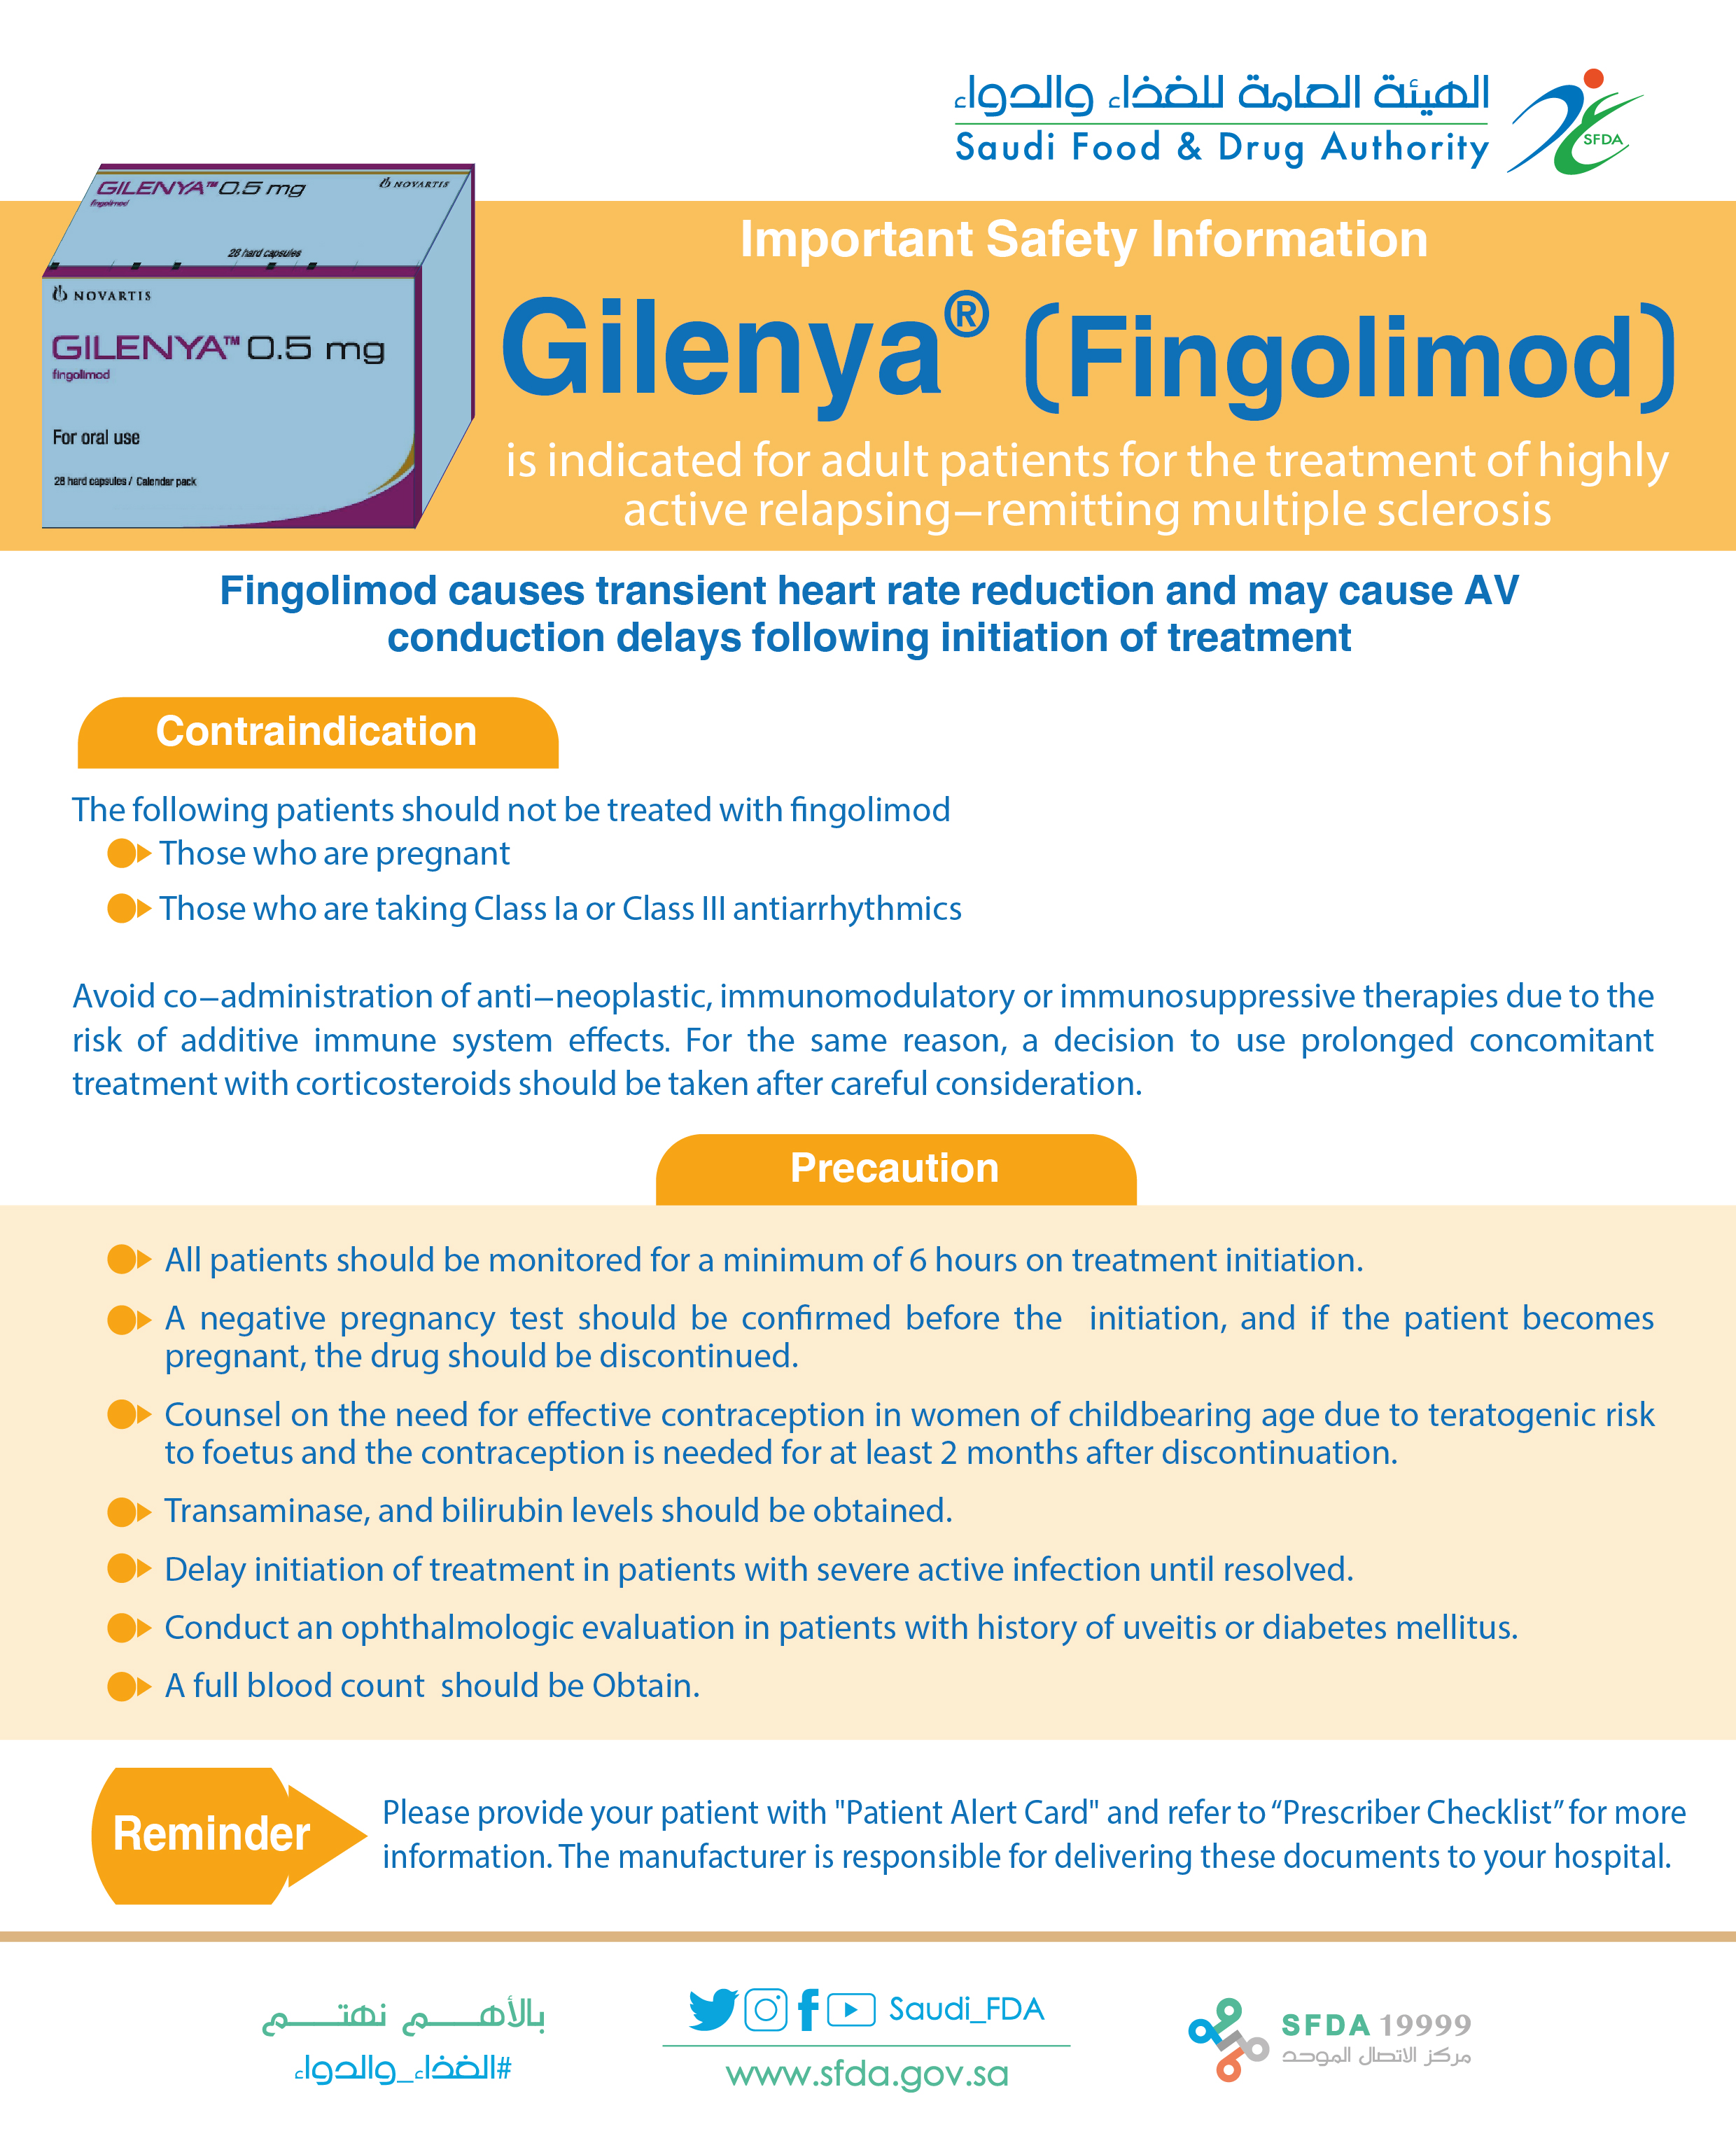 الهيئة العامة للغذاء والدواء
Saudi Food & Drug Authority
SFDA
GILENYA™ 0.5 mg
fingolimod
NOVARTIS
28 hard capsules
NOVARTIS
GILENYA™ 0.5 mg
fingolimod
For oral use
28 hard capsules / Calendar pack
Important Safety Information
Gilenya® (Fingolimod)
is indicated for adult patients for the treatment of highly
active relapsing–remitting multiple sclerosis
Fingolimod causes transient heart rate reduction and may cause AV
conduction delays following initiation of treatment
Contraindication
The following patients should not be treated with fingolimod
Those who are pregnant
Those who are taking Class Ia or Class III antiarrhythmics
Avoid co–administration of anti–neoplastic, immunomodulatory or immunosuppressive therapies due to the
risk of additive immune system effects. For the same reason, a decision to use prolonged concomitant
treatment with corticosteroids should be taken after careful consideration.
Precaution
All patients should be monitored for a minimum of 6 hours on treatment initiation.
A negative pregnancy test should be confirmed before the initiation, and if the patient becomes
pregnant, the drug should be discontinued.
Counsel on the need for effective contraception in women of childbearing age due to teratogenic risk
to foetus and the contraception is needed for at least 2 months after discontinuation.
Transaminase, and bilirubin levels should be obtained.
Delay initiation of treatment in patients with severe active infection until resolved.
Conduct an ophthalmologic evaluation in patients with history of uveitis or diabetes mellitus.
A full blood count should be Obtain.
Reminder
Please provide your patient with "Patient Alert Card" and refer to “Prescriber Checklist” for more
information. The manufacturer is responsible for delivering these documents to your hospital.
بالأهـــم نهتـــم
#الغذاء_والدواء
Saudi_FDA
www.sfda.gov.sa
SFDA 19999
مركز الاتصال الموحد